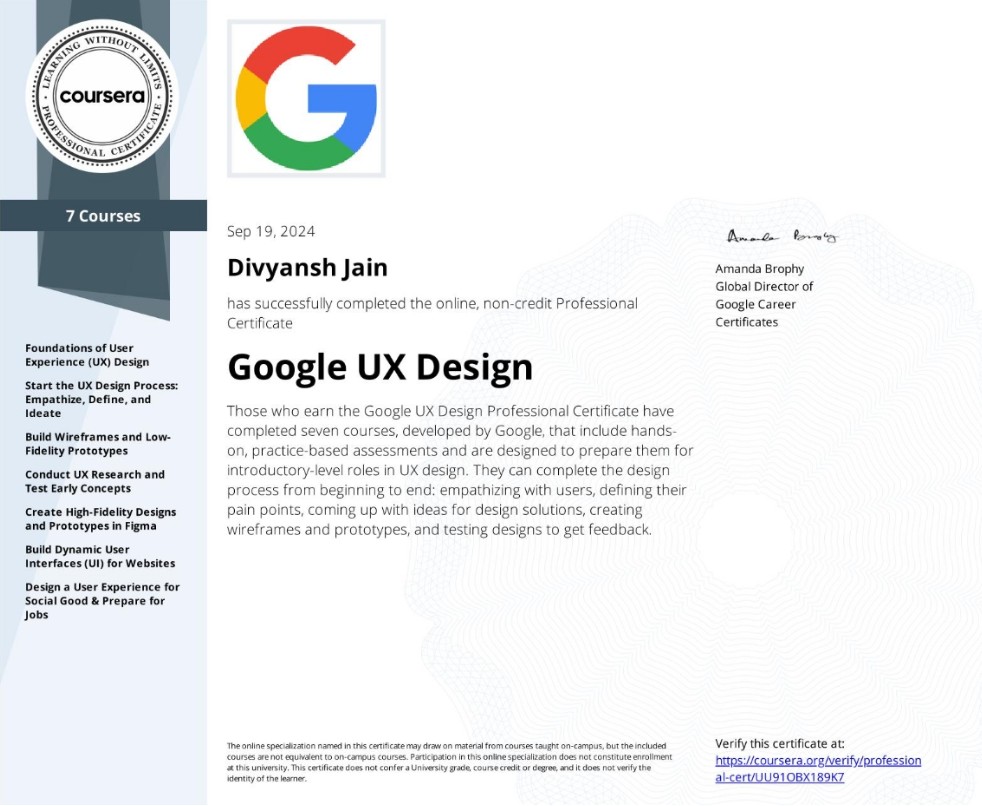 LEARNING WITHOUT LIMITS
coursera
PROFESSIONAL CERTIFICATE
7 Courses
Foundations of User
Experience (UX) Design
Start the UX Design Process:
Empathize, Define, and
Ideate
Build Wireframes and Low-
Fidelity Prototypes
Conduct UX Research and
Test Early Concepts
Create High-Fidelity Designs
and Prototypes in Figma
Build Dynamic User
Interfaces (UI) for Websites
Design a User Experience for
Social Good & Prepare for
Jobs
G
Sep 19, 2024
Divyansh Jain
has successfully completed the online, non-credit Professional
Certificate
Google UX Design
Those who earn the Google UX Design Professional Certificate have
completed seven courses, developed by Google, that include hands-
on, practice-based assessments and are designed to prepare them for
introductory-level roles in UX design. They can complete the design
process from beginning to end: empathizing with users, defining their
pain points, coming up with ideas for design solutions, creating
wireframes and prototypes, and testing designs to get feedback.
Amanda Brophy
Amanda Brophy
Global Director of
Google Career
Certificates
The online specialization named in this certificate may draw on material from courses taught on-campus, but the included
courses are not equivalent to on-campus courses. Participation in this online specialization does not constitute enrollment
at this university. This certificate does not confer a University grade, course credit or degree, and it does not verify the
identity of the learner.
Verify this certificate at:
https://coursera.org/verify/profession
al-cert/UU91OBX189K7